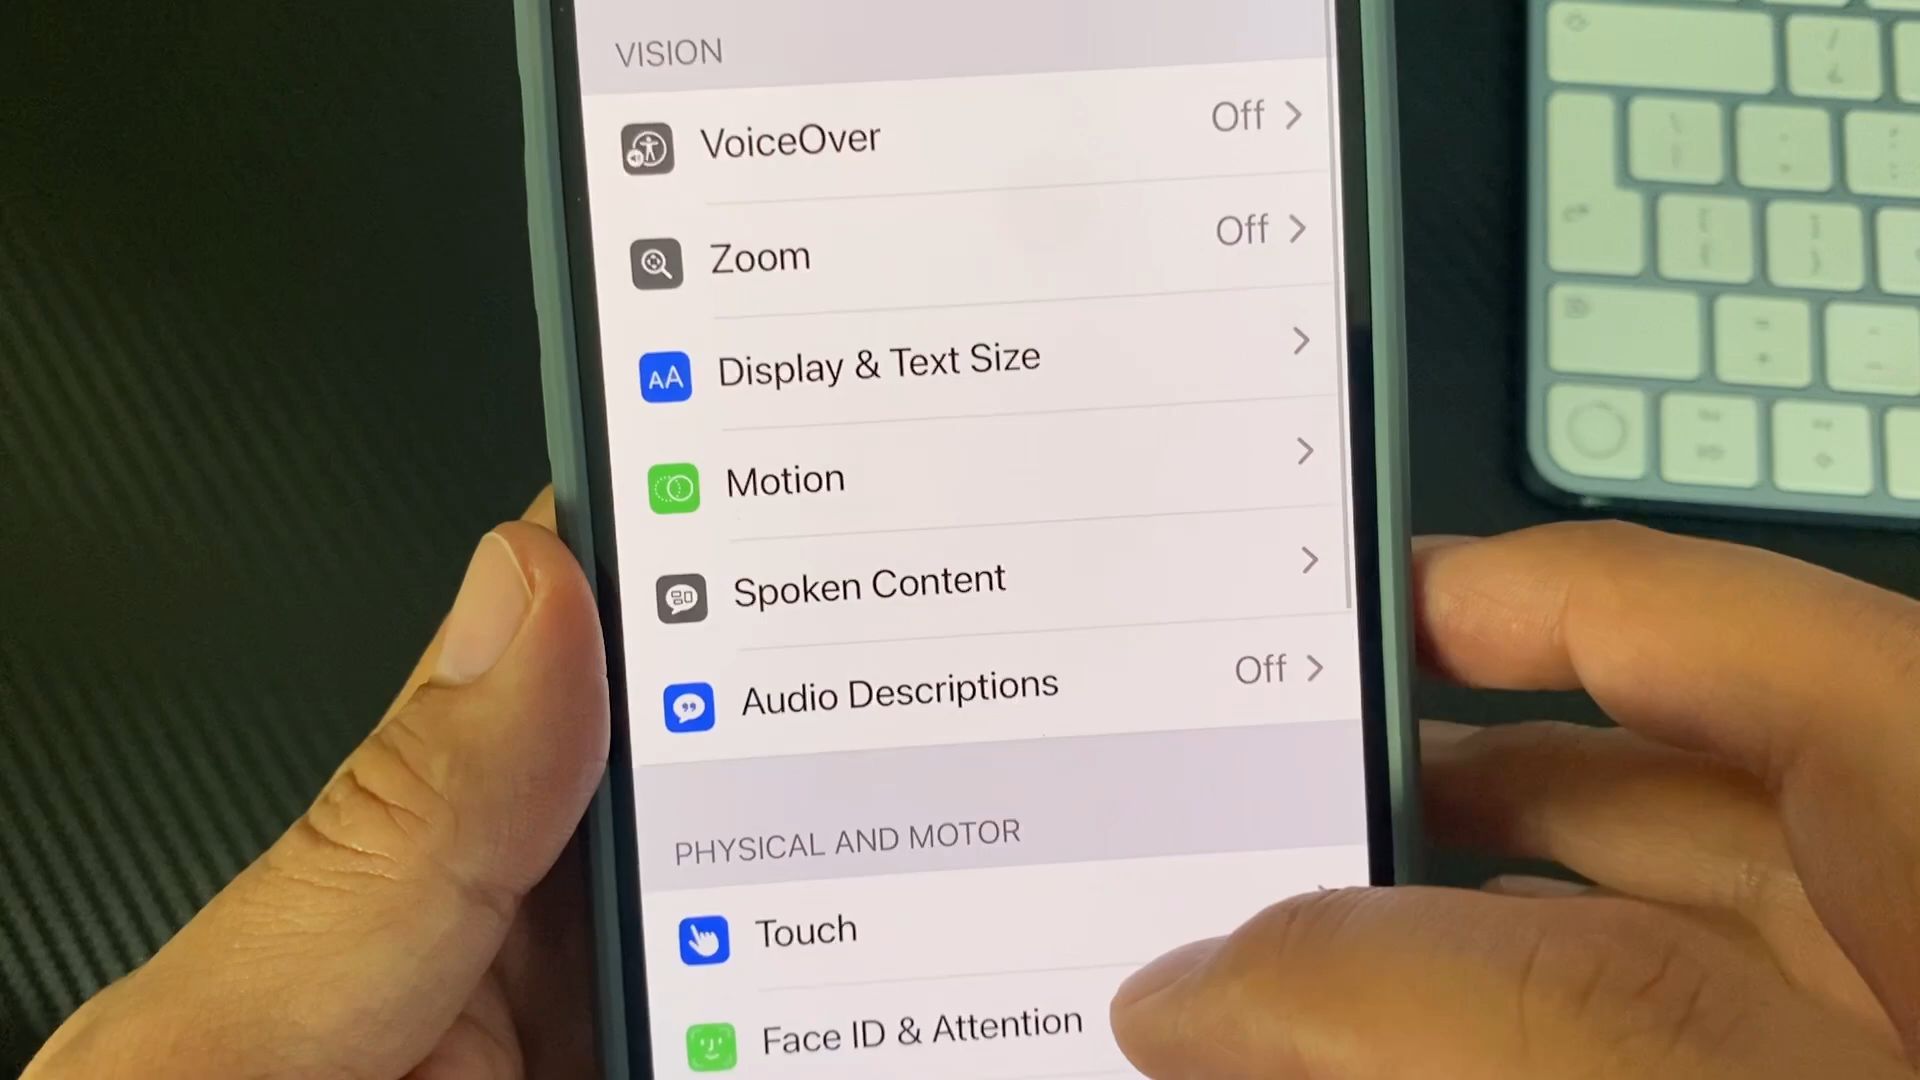 VISION
VoiceOver Off
Zoom Off
AA Display & Text Size
Motion
Spoken Content
Audio Descriptions Off
PHYSICAL AND MOTOR
Touch
Face ID & Attention